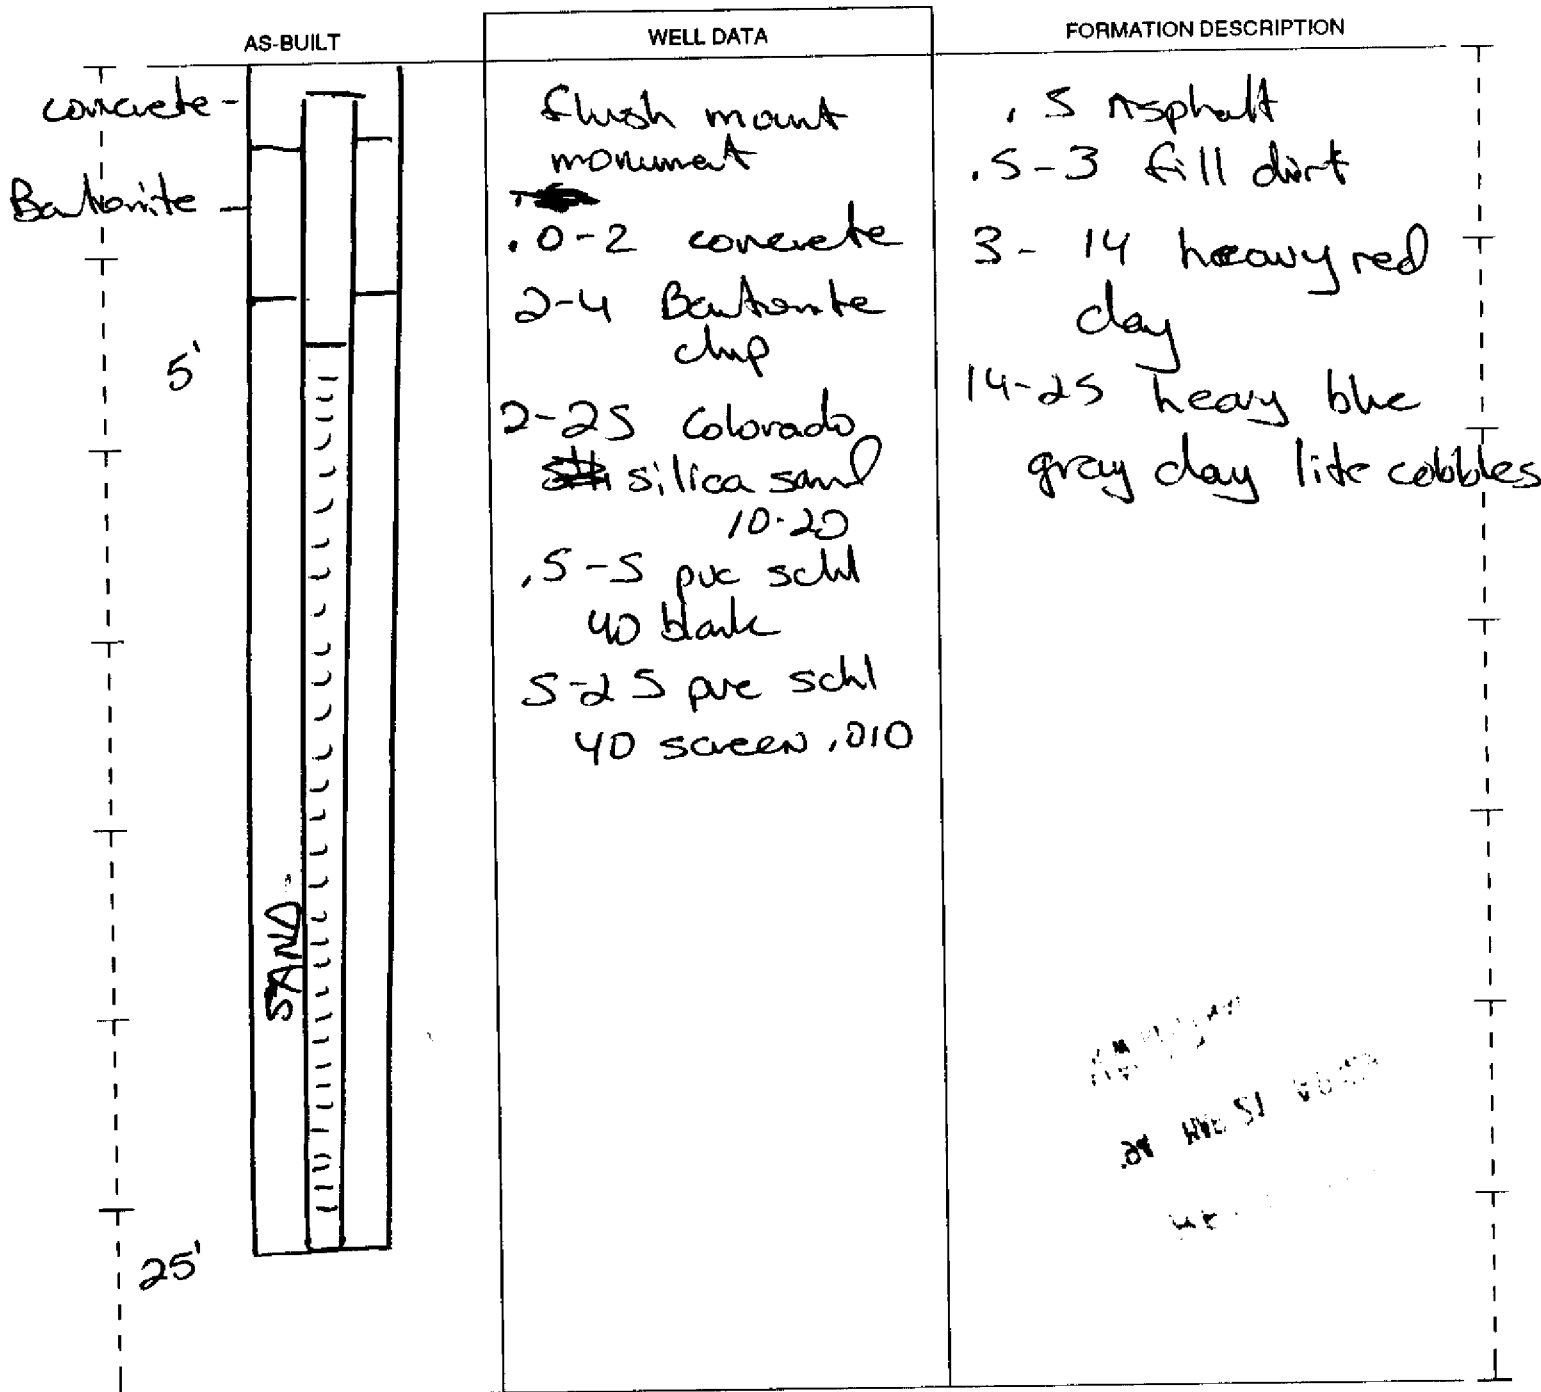 AS-BUILT
concrete -
Bentonite -
5'
SAND -
25'
WELL DATA
flush mount
monument
.0-2 concrete
2-4 Bentonite
chip
2-25 Colorado
silica sand
10-20
.5-5 pvc schl
40 blank
5-25 pvc schl
40 screen .010
FORMATION DESCRIPTION
.5 Asphalt
.5-3 fill dirt
3-14 heavy red
clay
14-25 heavy blue
gray clay lite cobbles